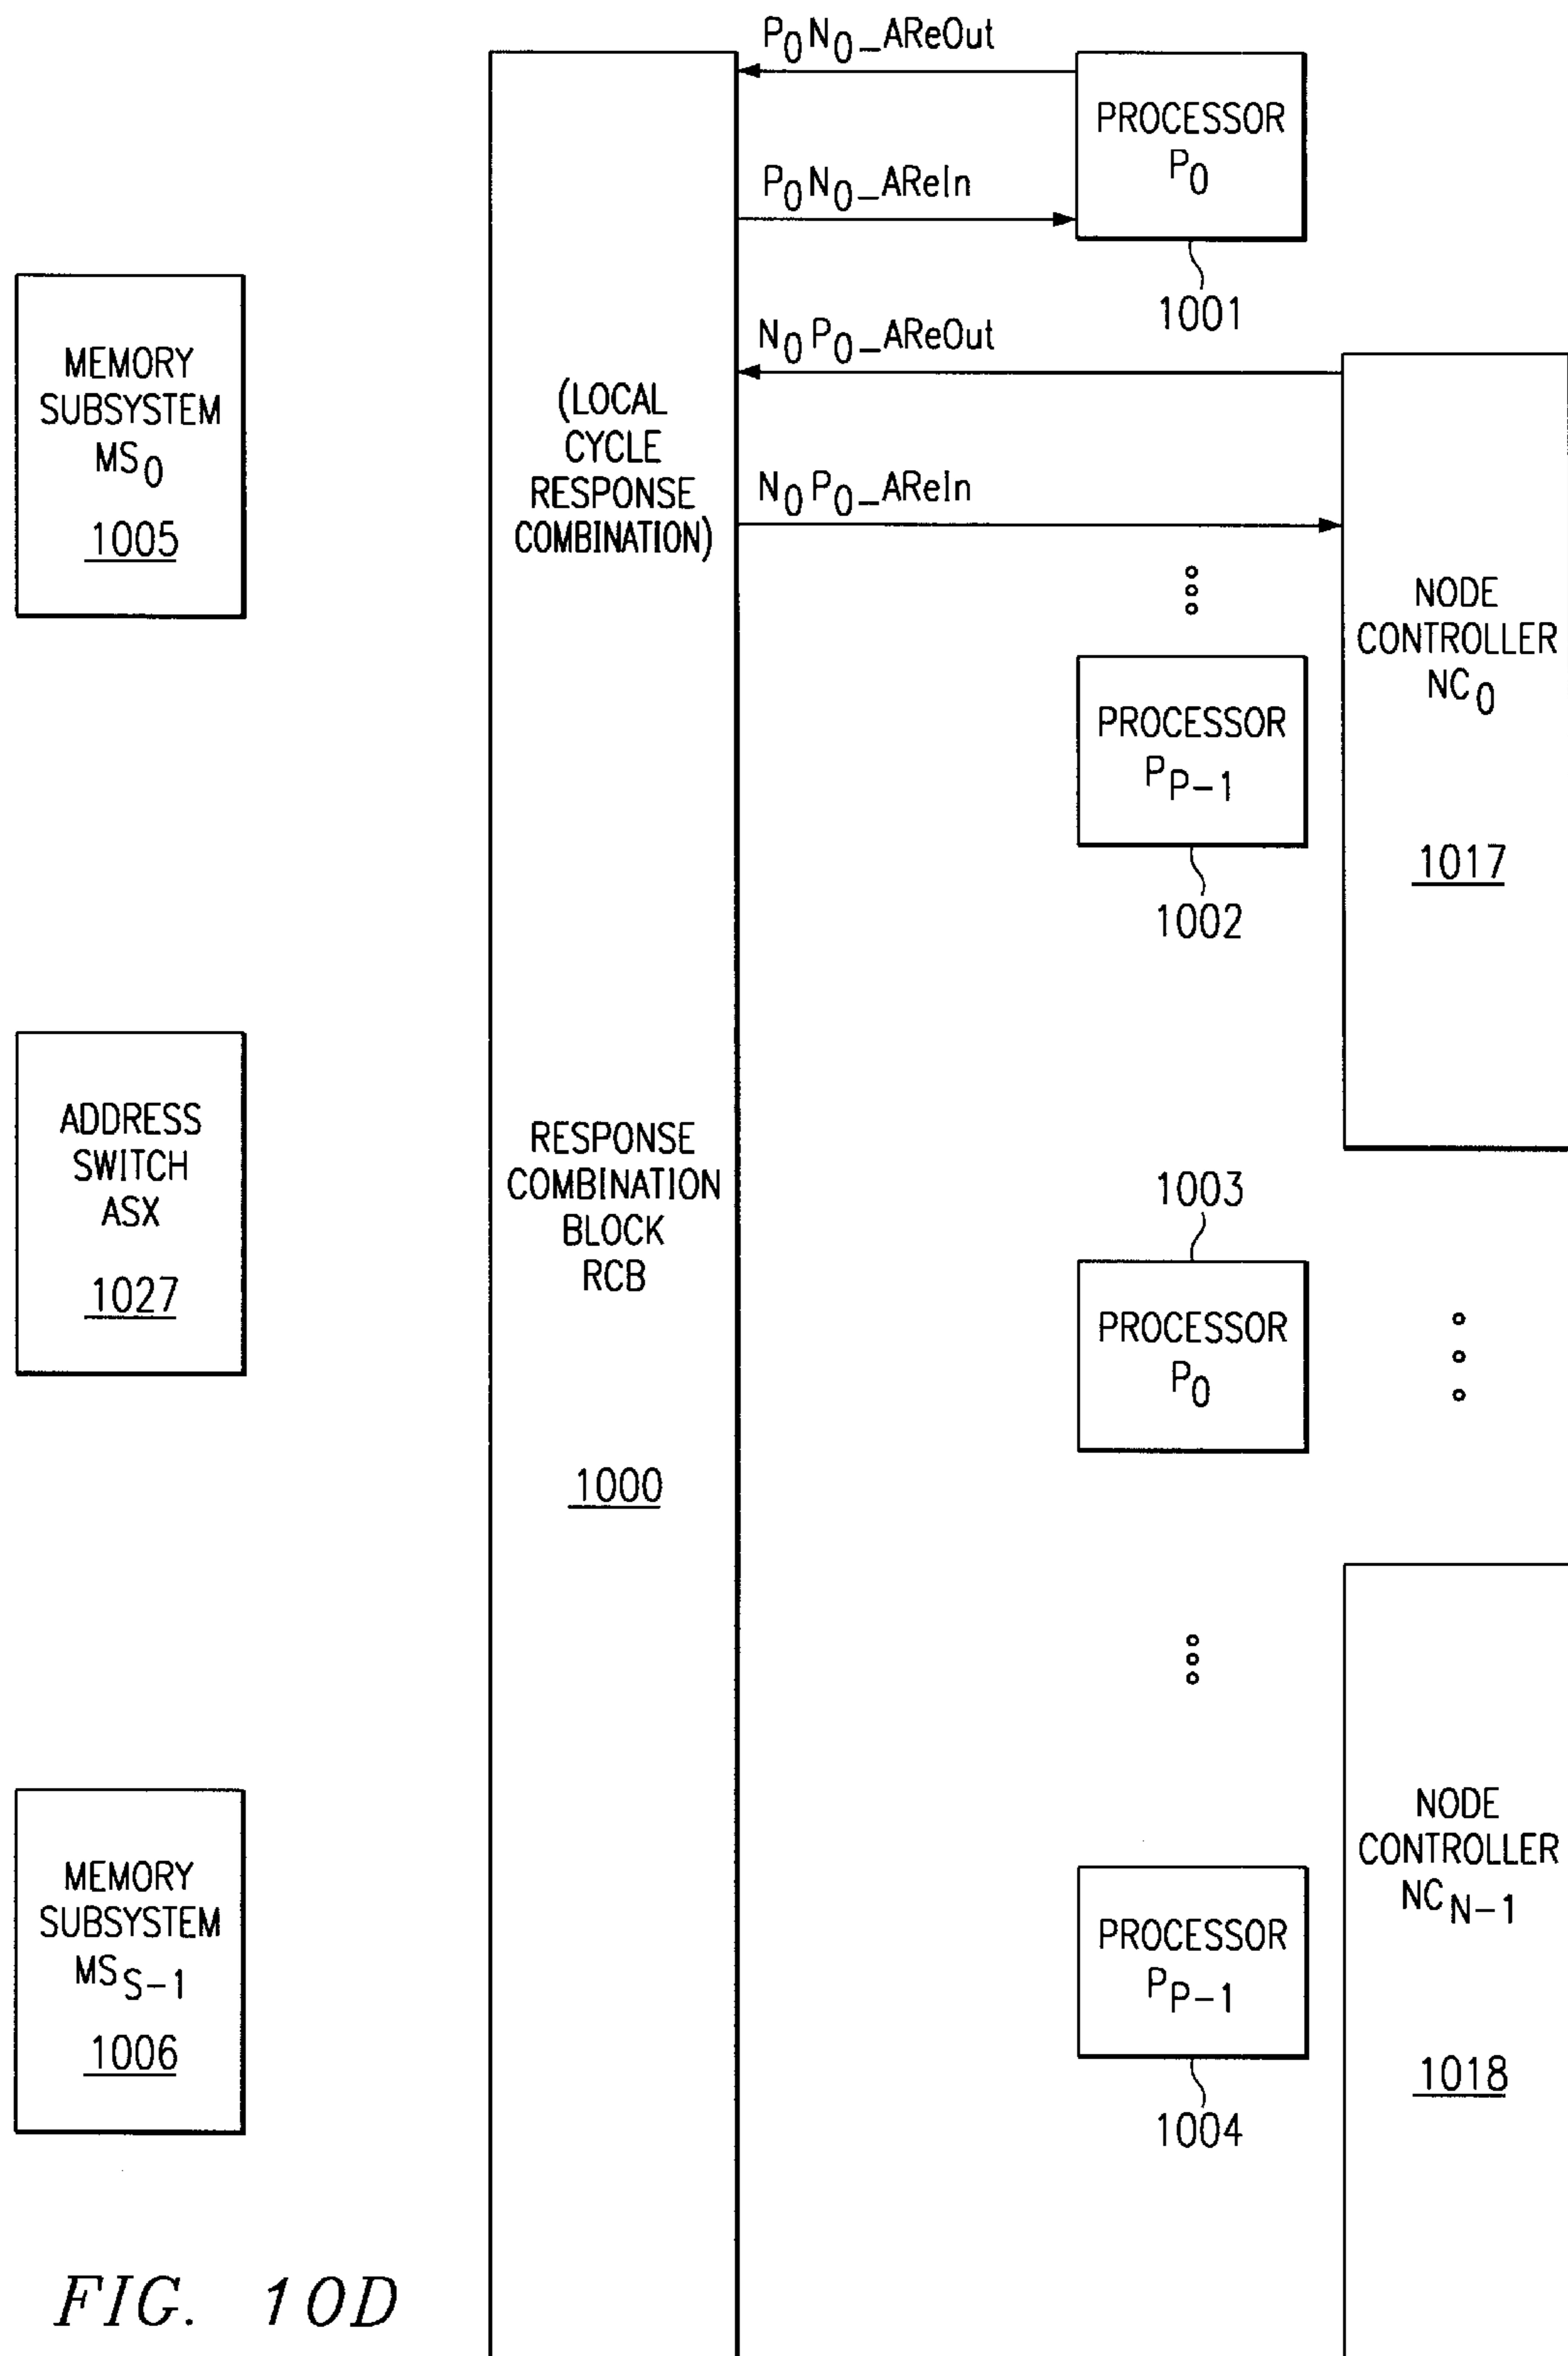 P0N0_AReOut
PROCESSOR
P0
P0N0_AReIn
1001
MEMORY
SUBSYSTEM
MS0
1005
(LOCAL
CYCLE
RESPONSE
COMBINATION)
N0P0_AReOut
N0P0_AReIn
NODE
CONTROLLER
NC0
1017
PROCESSOR
PP-1
1002
ADDRESS
SWITCH
ASX
1027
RESPONSE
COMBINATION
BLOCK
RCB
1000
1003
PROCESSOR
P0
MEMORY
SUBSYSTEM
MSS-1
1006
PROCESSOR
PP-1
1004
NODE
CONTROLLER
NCN-1
1018
FIG. 10D